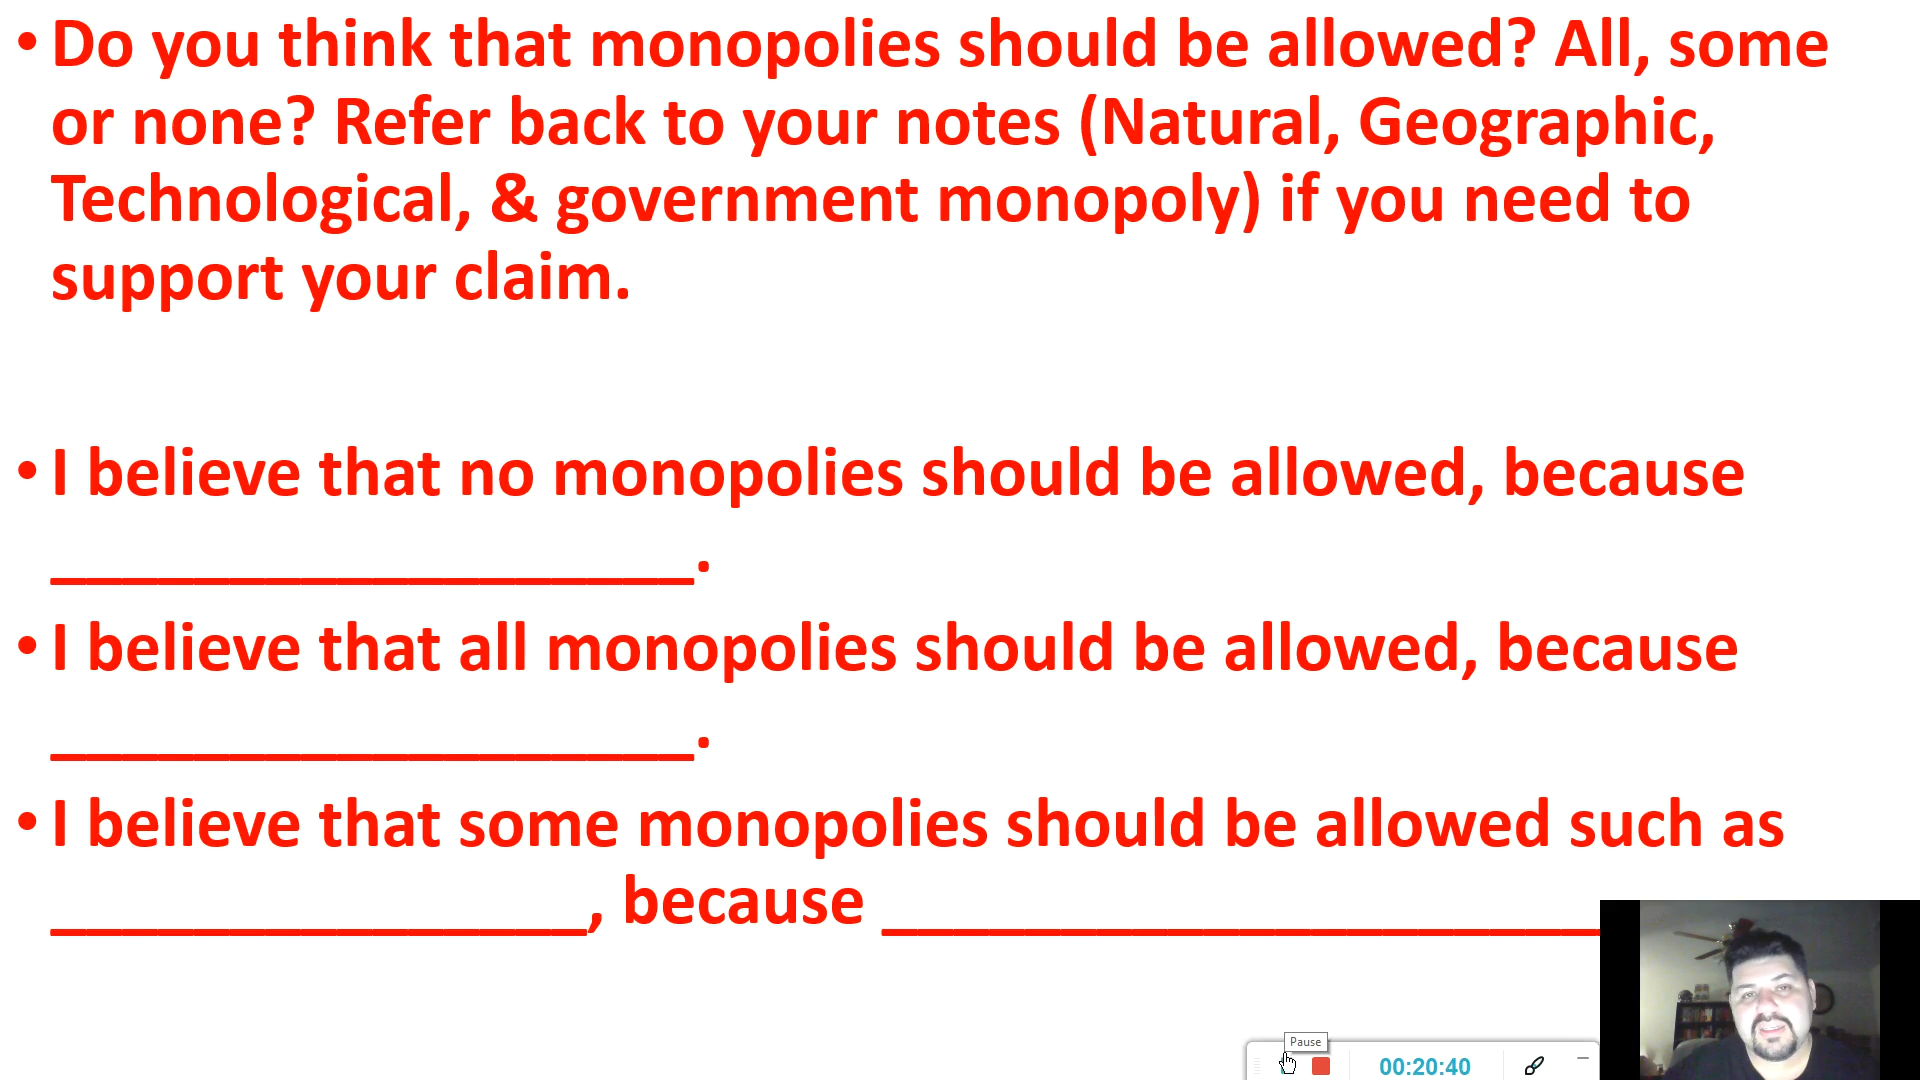 • Do you think that monopolies should be allowed? All, some
or none? Refer back to your notes (Natural, Geographic,
Technological, & government monopoly) if you need to
support your claim.
• I believe that no monopolies should be allowed, because
__________________.
• I believe that all monopolies should be allowed, because
__________________.
• I believe that some monopolies should be allowed such as
_______________, because ____________________
Pause
00:20:40